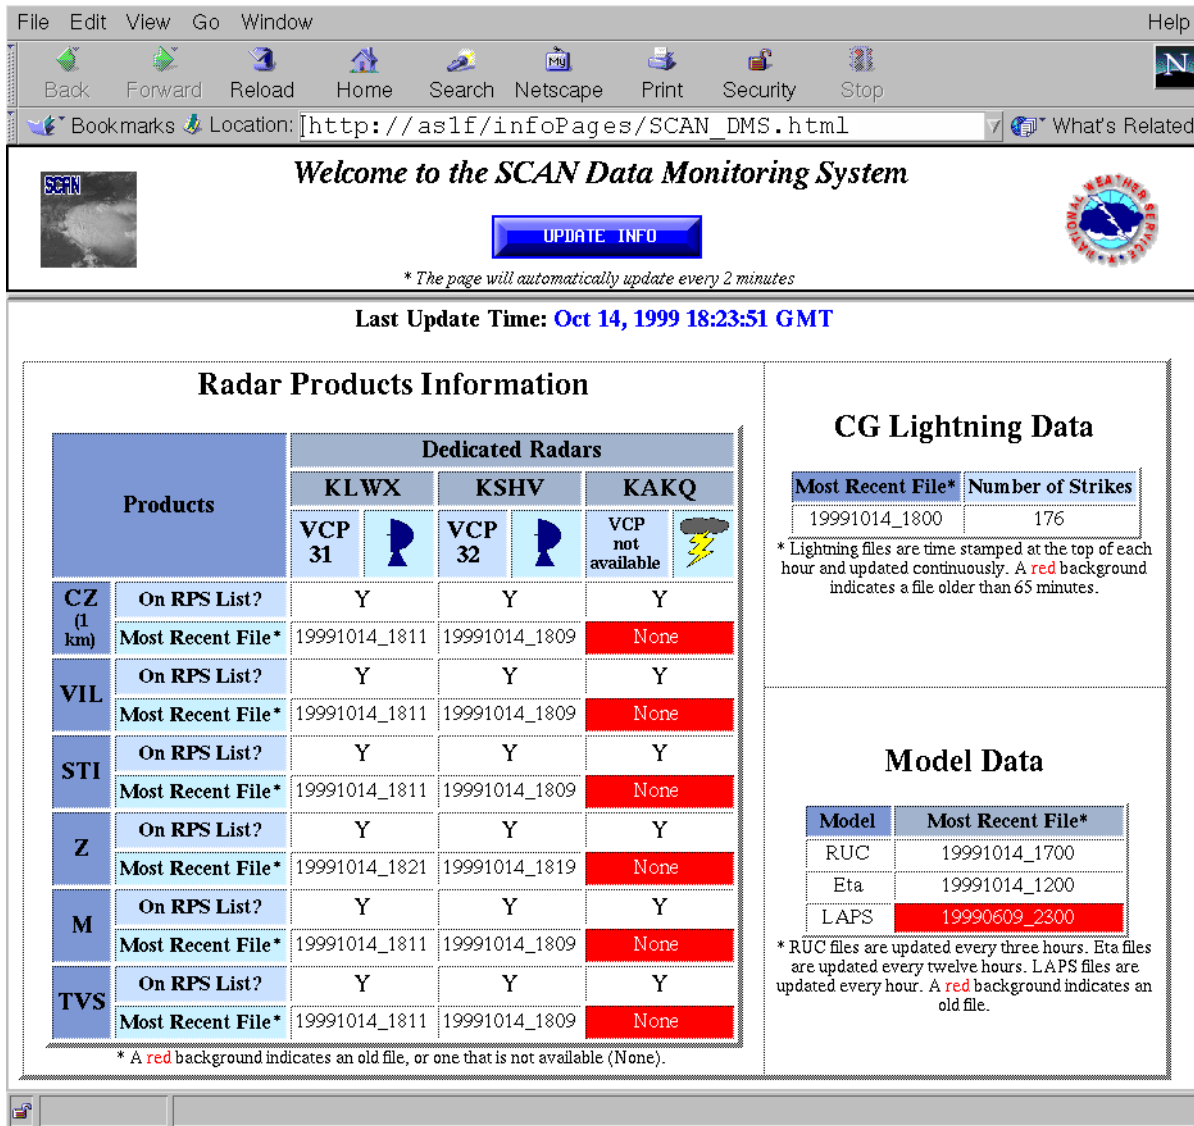 File Edit View Go Window Help
Back Forward Reload Home Search Netscape Print Security Stop
My
N
Bookmarks Location: http://as1f/infoPages/SCAN_DMS.html What's Related
SCAN
Welcome to the SCAN Data Monitoring System
NATIONAL WEATHER SERVICE
UPDATE INFO
* The page will automatically update every 2 minutes
Last Update Time: Oct 14, 1999 18:23:51 GMT
Radar Products Information
Products
Dedicated Radars
KLWX KSHV KAKQ
VCP 31 VCP 32 VCP not available
CZ (1 km) On RPS List? Y Y Y
Most Recent File* 19991014_1811 19991014_1809 None
VIL On RPS List? Y Y Y
Most Recent File* 19991014_1811 19991014_1809 None
STI On RPS List? Y Y Y
Most Recent File* 19991014_1811 19991014_1809 None
Z On RPS List? Y Y Y
Most Recent File* 19991014_1821 19991014_1819 None
M On RPS List? Y Y Y
Most Recent File* 19991014_1811 19991014_1809 None
TVS On RPS List? Y Y Y
Most Recent File* 19991014_1811 19991014_1809 None
* A red background indicates an old file, or one that is not available (None).
CG Lightning Data
Most Recent File* Number of Strikes
19991014_1800 176
* Lightning files are time stamped at the top of each
hour and updated continuously. A red background
indicates a file older than 65 minutes.
Model Data
Model Most Recent File*
RUC 19991014_1700
Eta 19991014_1200
LAPS 19990609_2300
* RUC files are updated every three hours. Eta files
are updated every twelve hours. LAPS files are
updated every hour. A red background indicates an
old file.